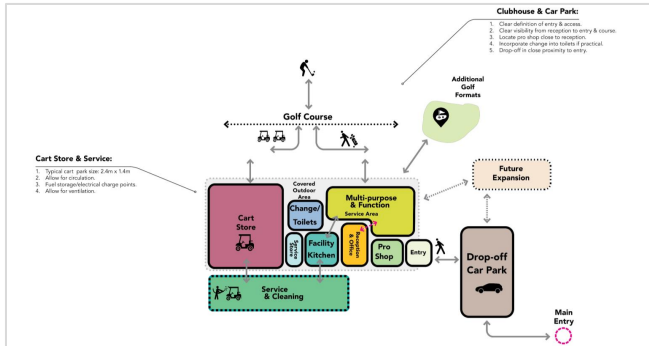 Clubhouse & Car Park:
1. Clear definition of entry & access.
2. Clear visibility from reception to entry & course.
3. Locate pro shop close to reception.
4. Incorporate change into toilets if practical.
5. Drop-off in close proximity to entry.
Additional
Golf
Formats
Golf Course
Cart Store & Service:
1. Typical cart park size: 2.4m x 1.4m
2. Allow for circulation.
3. Fuel storage/electrical charge points.
4. Allow for ventilation.
Future
Expansion
Covered
Outdoor
Area
Multi-purpose
& Function
Service Area
Change/
Toilets
Cart
Store
Service
Store
Facility
Kitchen
Reception
& Office
Pro
Shop
Entry
Drop-off
Car Park
Service
& Cleaning
Main
Entry